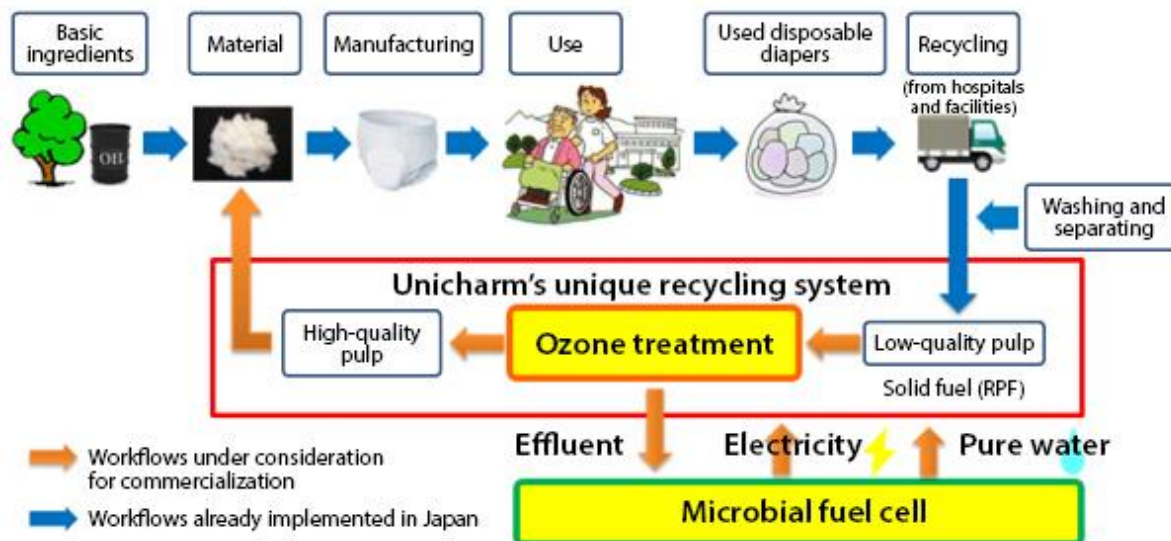 Basic
ingredients
Material
Manufacturing
Use
Used disposable
diapers
Recycling
(from hospitals
and facilities)
OIL
Washing and
separating
Unicharm's unique recycling system
High-quality
pulp
Ozone treatment
Low-quality pulp
Solid fuel (RPF)
Effluent
Electricity
Pure water
Workflows under consideration
for commercialization
Workflows already implemented in Japan
Microbial fuel cell